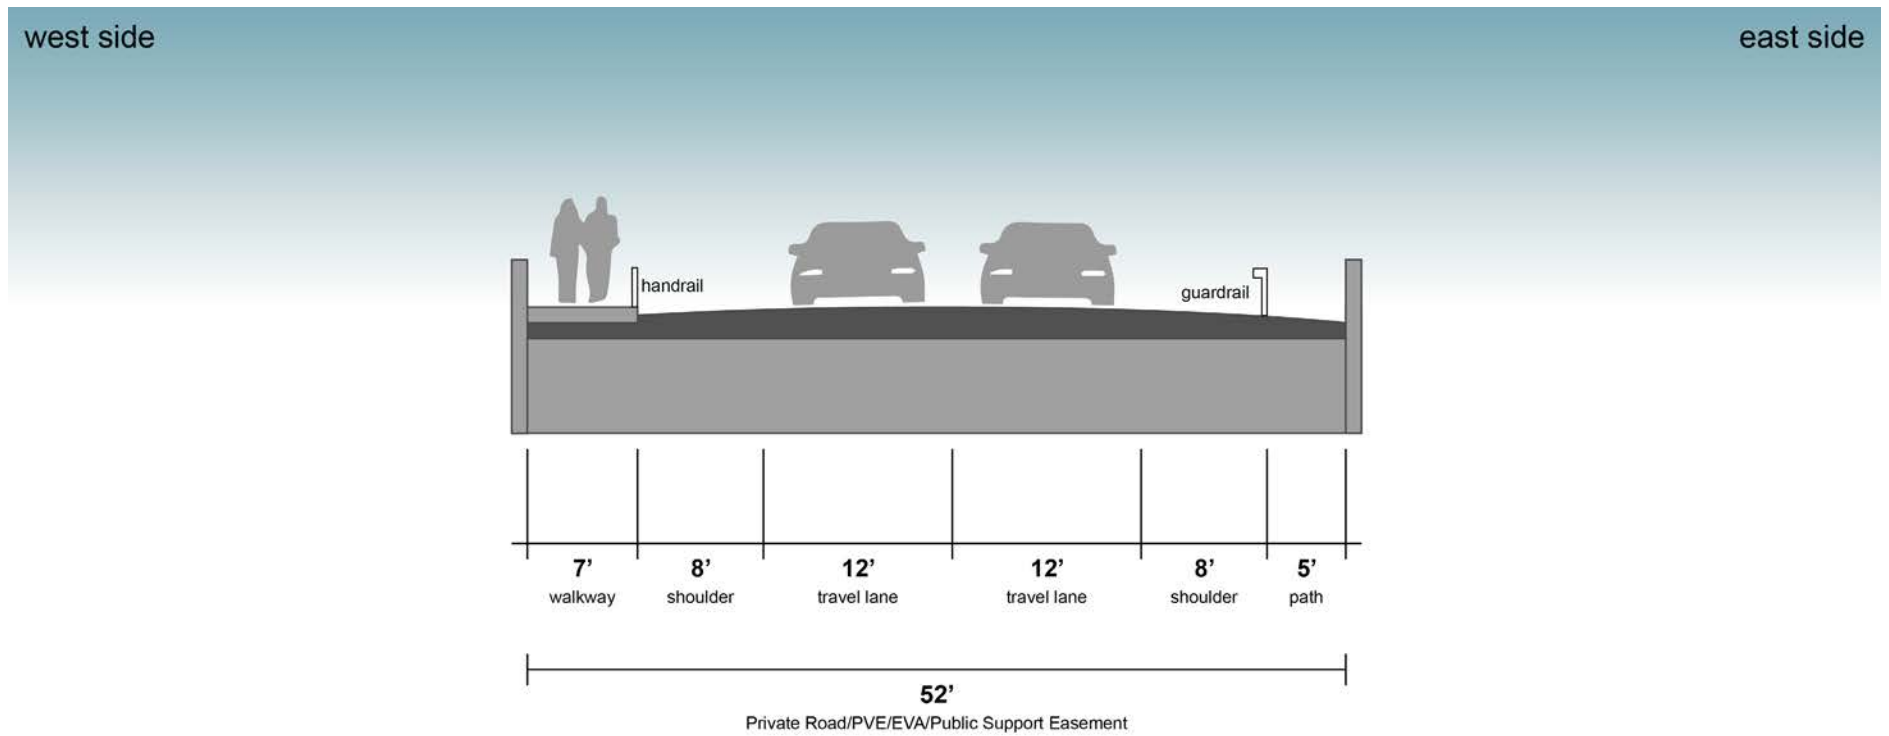 west side
east side
handrail
guardrail
7’
8’
12’
12’
8’
5’
walkway
shoulder
travel lane
travel lane
shoulder
path
52’
Private Road/PVE/EVA/Public Support Easement